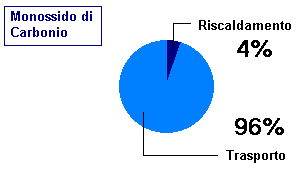 Monossido di
Carbonio
Riscaldamento
4%
96%
Trasporto